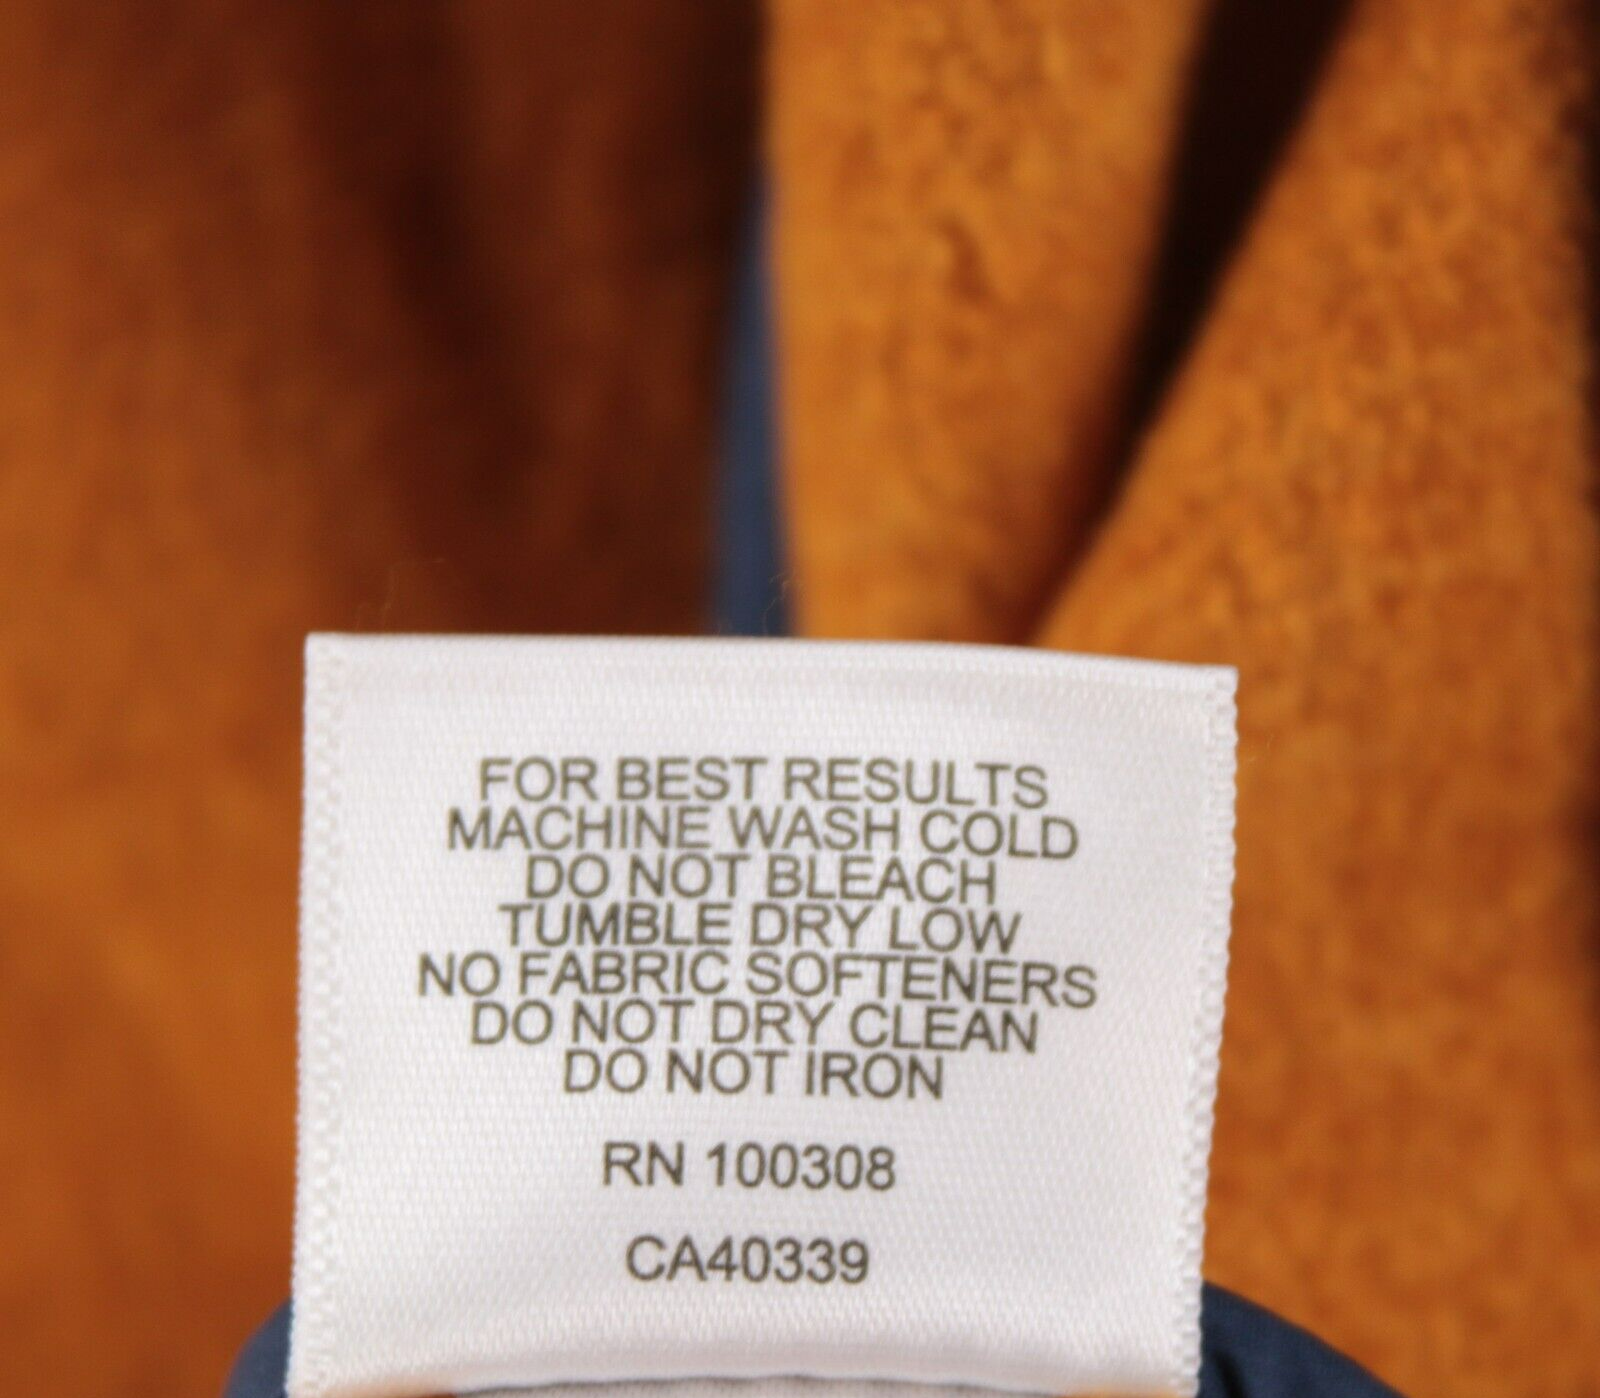 FOR BEST RESULTS
MACHINE WASH COLD
DO NOT BLEACH
TUMBLE DRY LOW
NO FABRIC SOFTENERS
DO NOT DRY CLEAN
DO NOT IRON
RN 100308
CA40339